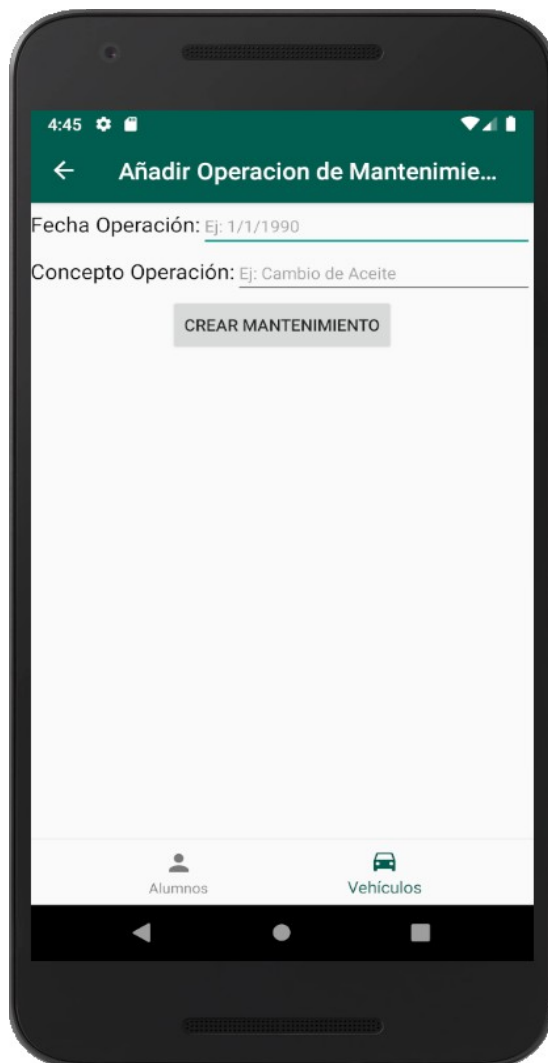 4:45
Añadir Operacion de Mantenimie...
Fecha Operación: Ej: 1/1/1990
Concepto Operación: Ej: Cambio de Aceite
CREAR MANTENIMIENTO
Alumnos Vehículos